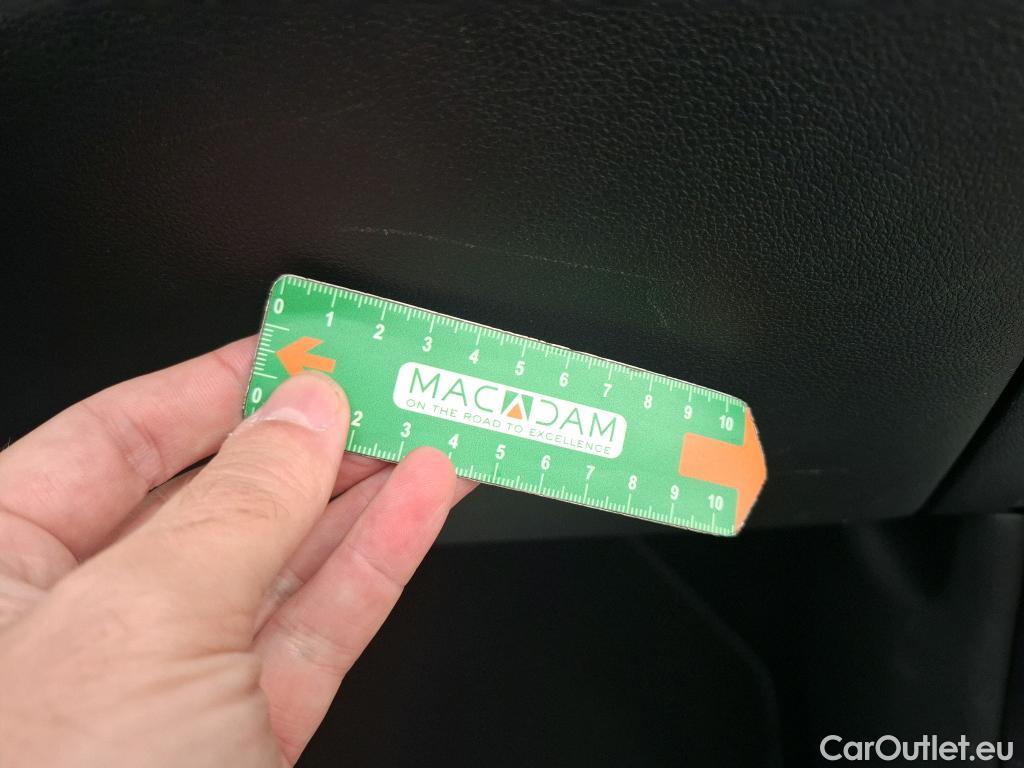 0 1 2 3 4 5 6 7 8 9 10
MACADAM
ON THE ROAD TO EXCELLENCE
0 2 3 4 5 6 7 8 9 10
CarOutlet.eu